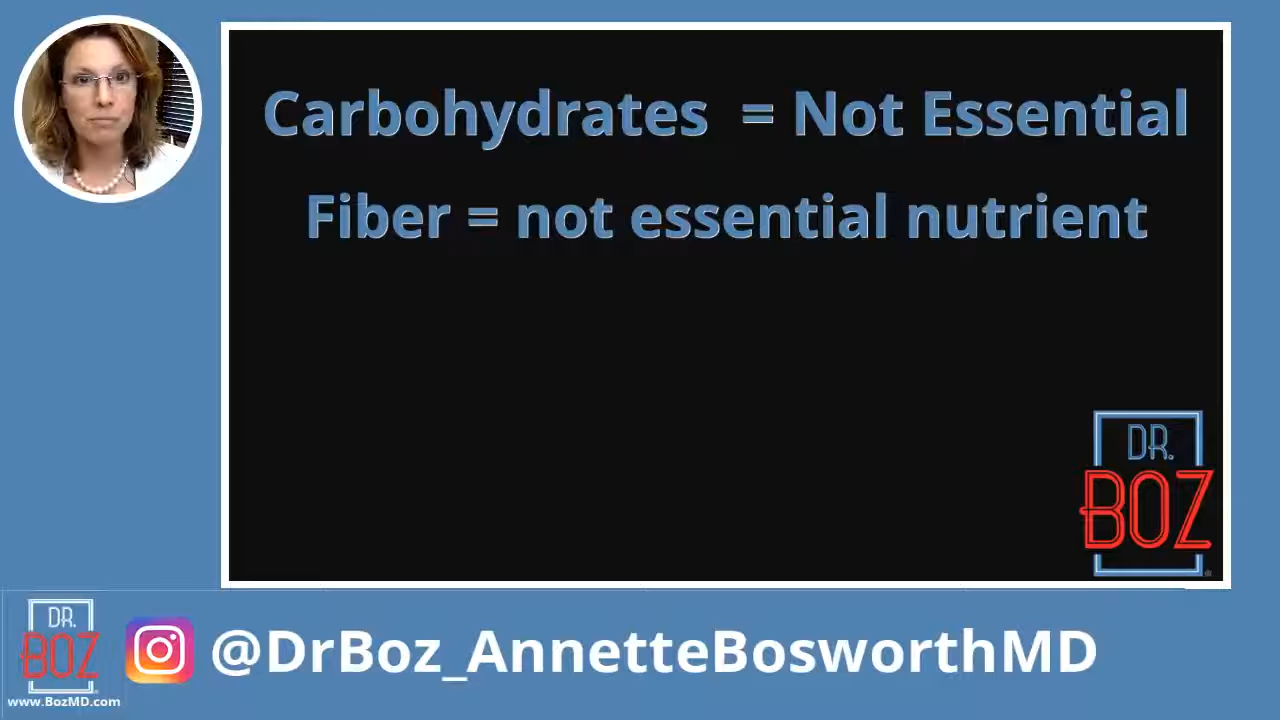 Carbohydrates = Not Essential
Fiber = not essential nutrient
DR.
BOZ
DR.
BOZ
www.BozMD.com
@DrBoz_AnnetteBosworthMD